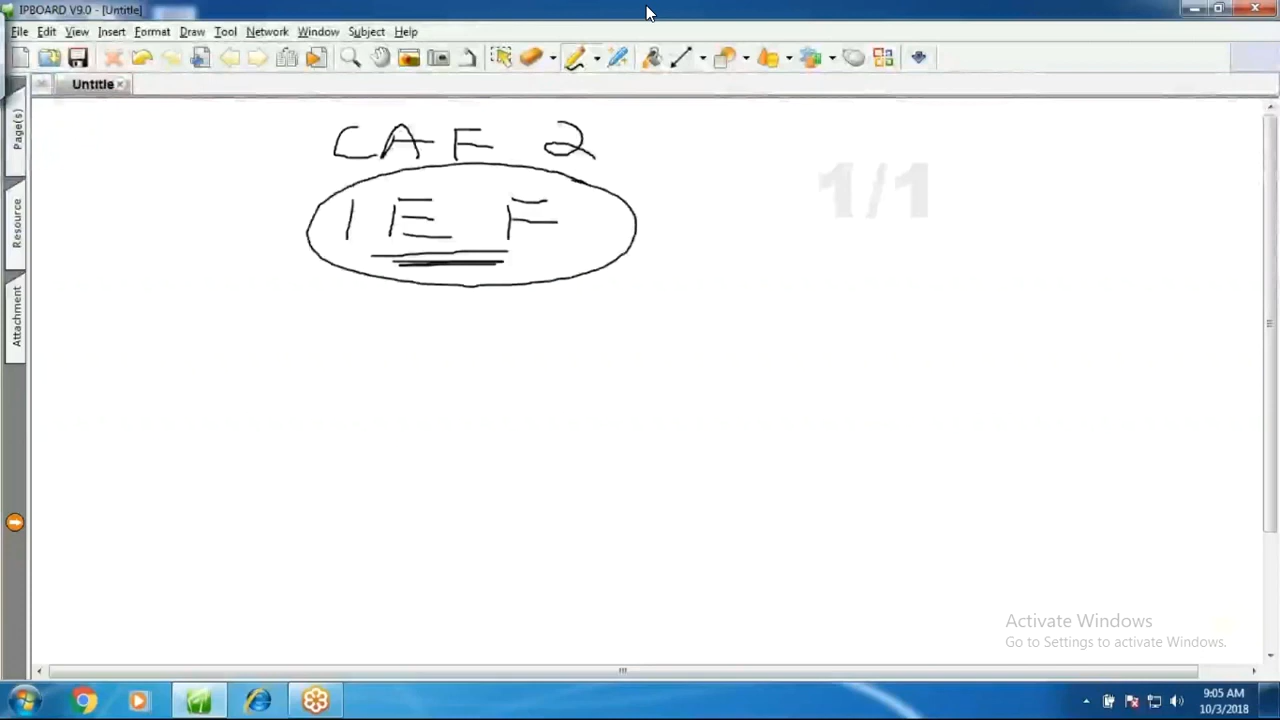 IPBOARD V9.0 - [Untitle]
File Edit View Insert Format Draw Tool Network Window Subject Help
Untitle
Page(s)
Resource
Attachment
CAF 2
IE F
1/1
Activate Windows
Go to Settings to activate Windows.
9:05 AM
10/3/2018